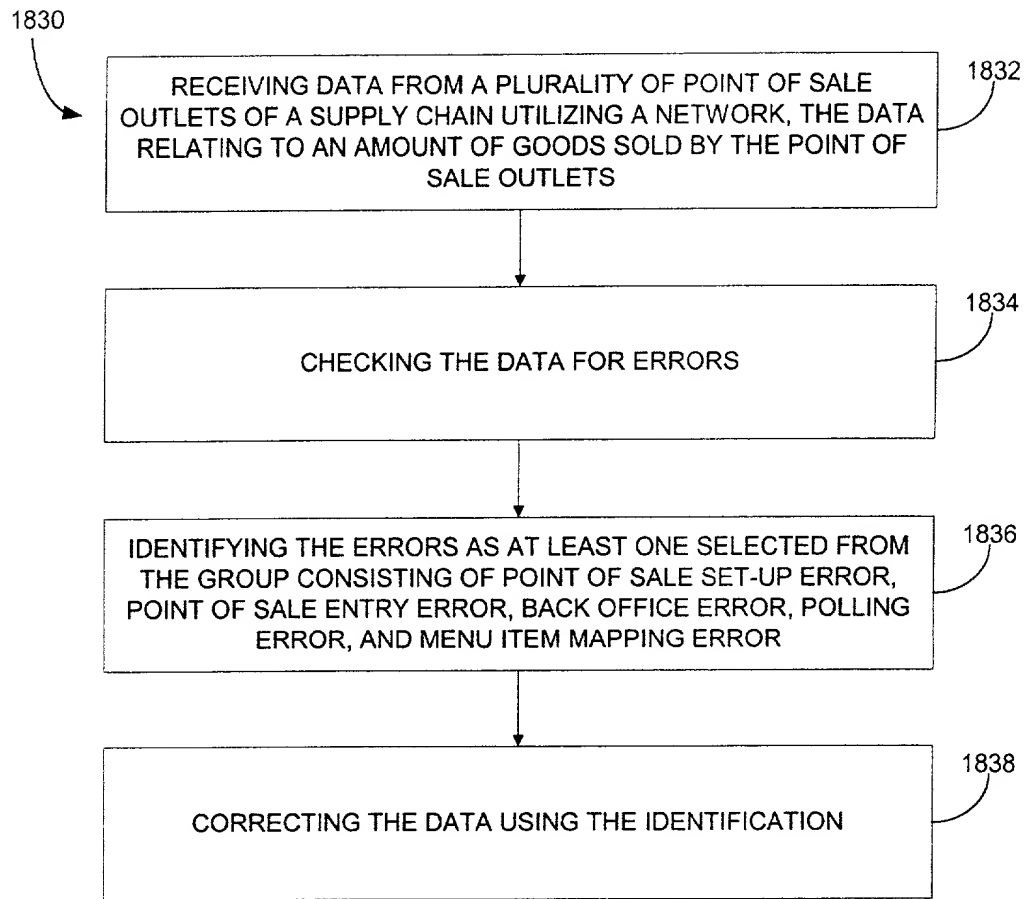 1830
1832
RECEIVING DATA FROM A PLURALITY OF POINT OF SALE
OUTLETS OF A SUPPLY CHAIN UTILIZING A NETWORK, THE DATA
RELATING TO AN AMOUNT OF GOODS SOLD BY THE POINT OF
SALE OUTLETS
1834
CHECKING THE DATA FOR ERRORS
1836
IDENTIFYING THE ERRORS AS AT LEAST ONE SELECTED FROM
THE GROUP CONSISTING OF POINT OF SALE SET-UP ERROR,
POINT OF SALE ENTRY ERROR, BACK OFFICE ERROR, POLLING
ERROR, AND MENU ITEM MAPPING ERROR
1838
CORRECTING THE DATA USING THE IDENTIFICATION